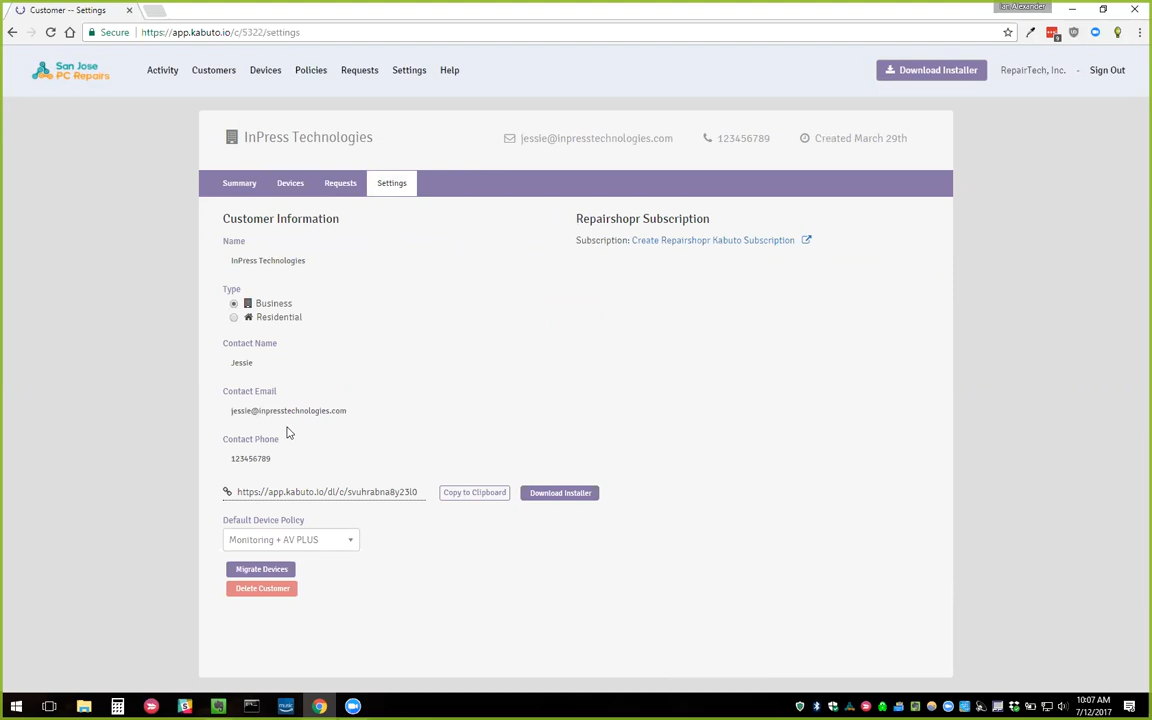 Customer -- Settings
Ian Alexander
Secure https://app.kabuto.io/c/5322/settings
San Jose
PC Repairs
Activity Customers Devices Policies Requests Settings Help
Download Installer RepairTech, Inc. - Sign Out
InPress Technologies jessie@inpresstechnologies.com 123456789 Created March 29th
Summary Devices Requests Settings
Customer Information Repairshopr Subscription
Name Subscription: Create Repairshopr Kabuto Subscription
InPress Technologies
Type
Business
Residential
Contact Name
Jessie
Contact Email
jessie@inpresstechnologies.com
Contact Phone
123456789
https://app.kabuto.io/dl/c/svuhrabna8y23l0 Copy to Clipboard Download Installer
Default Device Policy
Monitoring + AV PLUS
Migrate Devices
Delete Customer
music
10:07 AM
7/12/2017